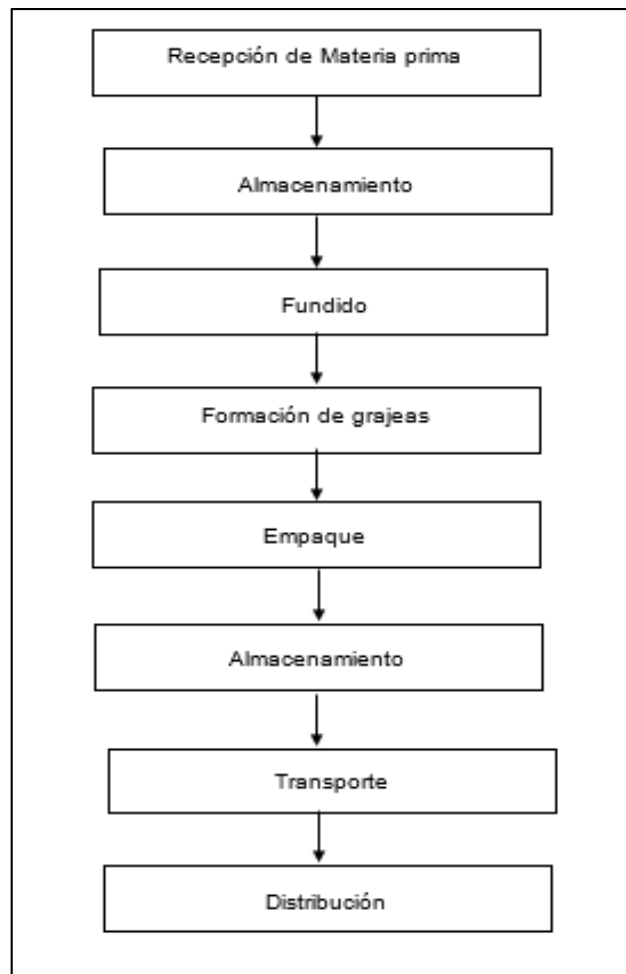 Recepción de Materia prima
Almacenamiento
Fundido
Formación de grajeas
Empaque
Almacenamiento
Transporte
Distribución